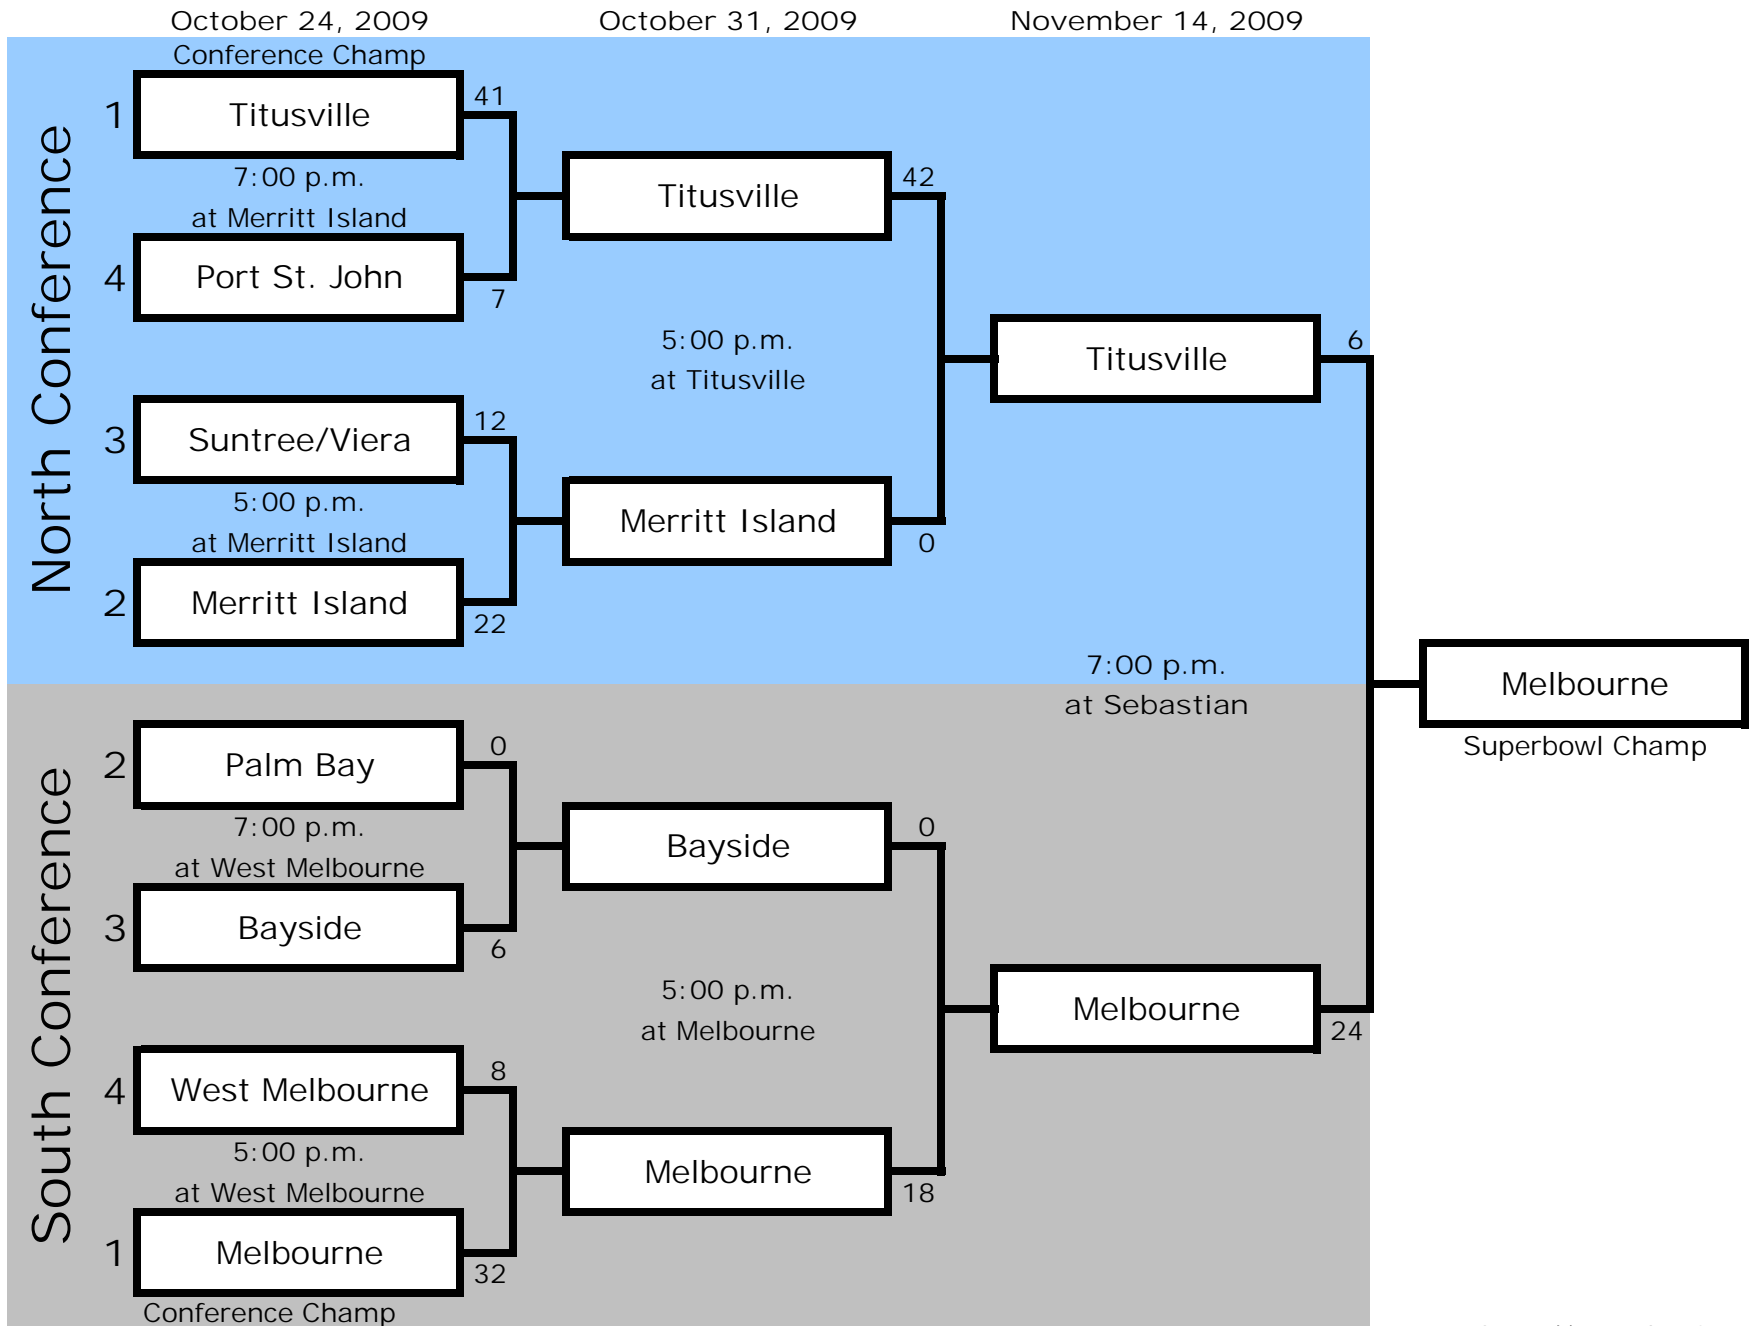 October 24, 2009
October 31, 2009
November 14, 2009
North Conference
Conference Champ
1
Titusville
41
7:00 p.m.
at Merritt Island
4
Port St. John
7
3
Suntree/Viera
12
5:00 p.m.
at Merritt Island
2
Merritt Island
22
Titusville
42
5:00 p.m.
at Titusville
Merritt Island
0
Titusville
6
South Conference
2
Palm Bay
0
7:00 p.m.
at West Melbourne
3
Bayside
6
4
West Melbourne
8
5:00 p.m.
at West Melbourne
1
Melbourne
32
Conference Champ
Bayside
0
5:00 p.m.
at Melbourne
Melbourne
18
7:00 p.m.
at Sebastian
Melbourne
24
Melbourne
Superbowl Champ